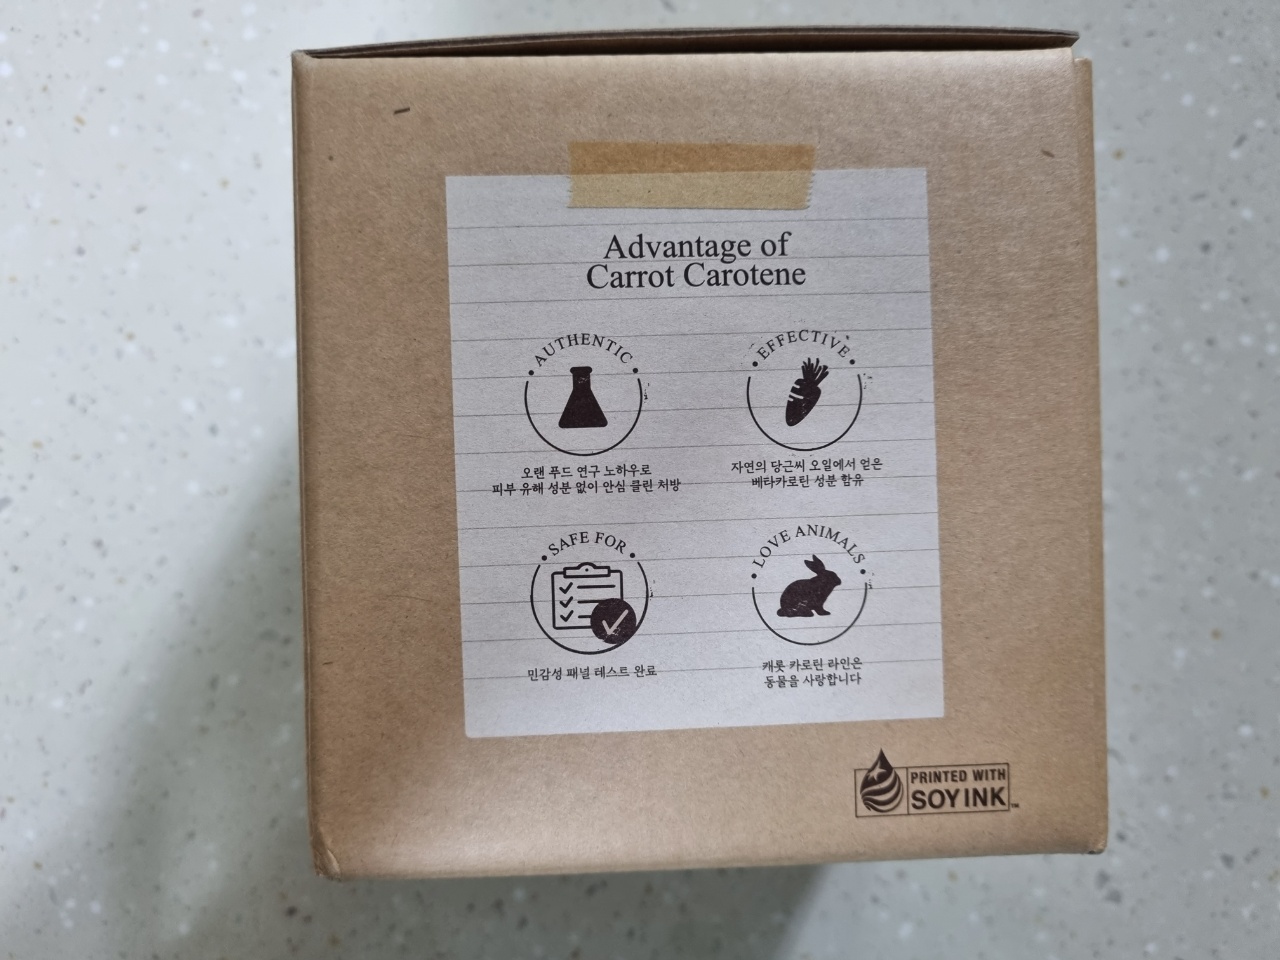 Advantage of
Carrot Carotene
AUTHENTIC
오랜 푸드 연구 노하우로
피부 유해 성분 없이 안심 클린 처방
EFFECTIVE
자연의 당근씨 오일에서 얻은
베타카로틴 성분 함유
SAFE FOR
민감성 패널 테스트 완료
LOVE ANIMALS
캐롯 카로틴 라인은
동물을 사랑합니다
PRINTED WITH
SOY INK™